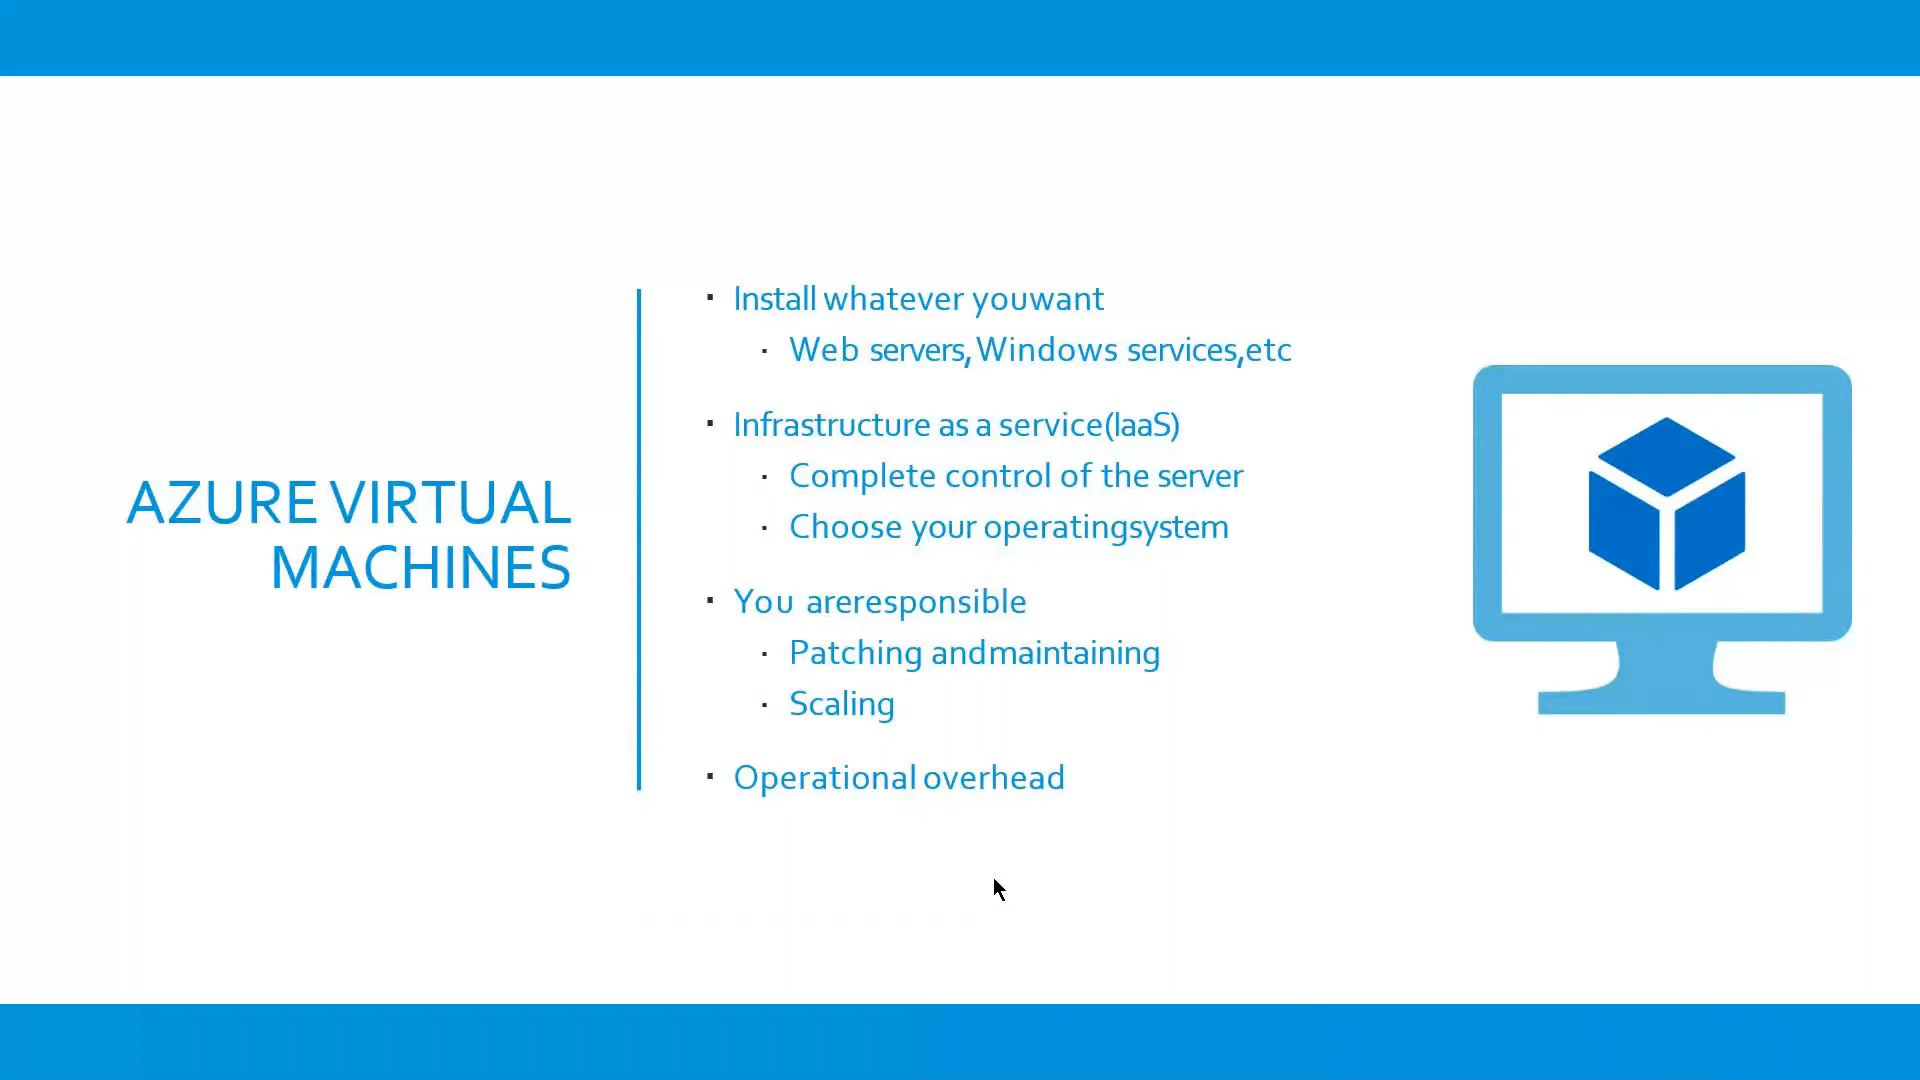 AZURE VIRTUAL
MACHINES
Install whatever youwant
Web servers,Windows services,etc
Infrastructure as a service(IaaS)
Complete control of the server
Choose your operatingsystem
You areresponsible
Patching andmaintaining
Scaling
Operational overhead